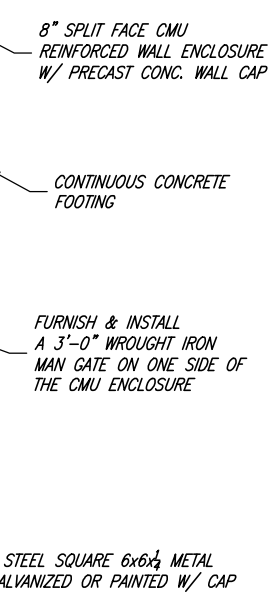 8" SPLIT FACE CMU
REINFORCED WALL ENCLOSURE
W/ PRECAST CONC. WALL CAP
CONTINUOUS CONCRETE
FOOTING
FURNISH & INSTALL
A 3'-0" WROUGHT IRON
MAN GATE ON ONE SIDE OF
THE CMU ENCLOSURE
STEEL SQUARE 6x6x1/4 METAL
ALVANIZED OR PAINTED W/ CAP